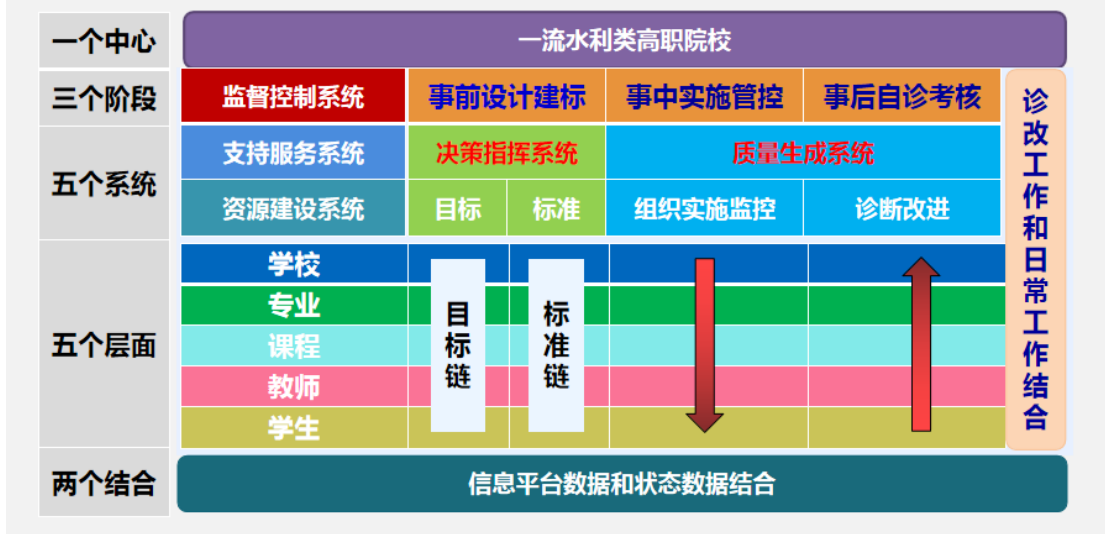 一个中心
一流水利类高职院校
三个阶段
监督控制系统
事前设计建标
事中实施管控
事后自诊考核
五个系统
支持服务系统
决策指挥系统
质量生成系统
资源建设系统
目标
标准
组织实施监控
诊断改进
五个层面
学校
专业
课程
教师
学生
目标链
标准链
诊改工作和日常工作结合
两个结合
信息平台数据和状态数据结合